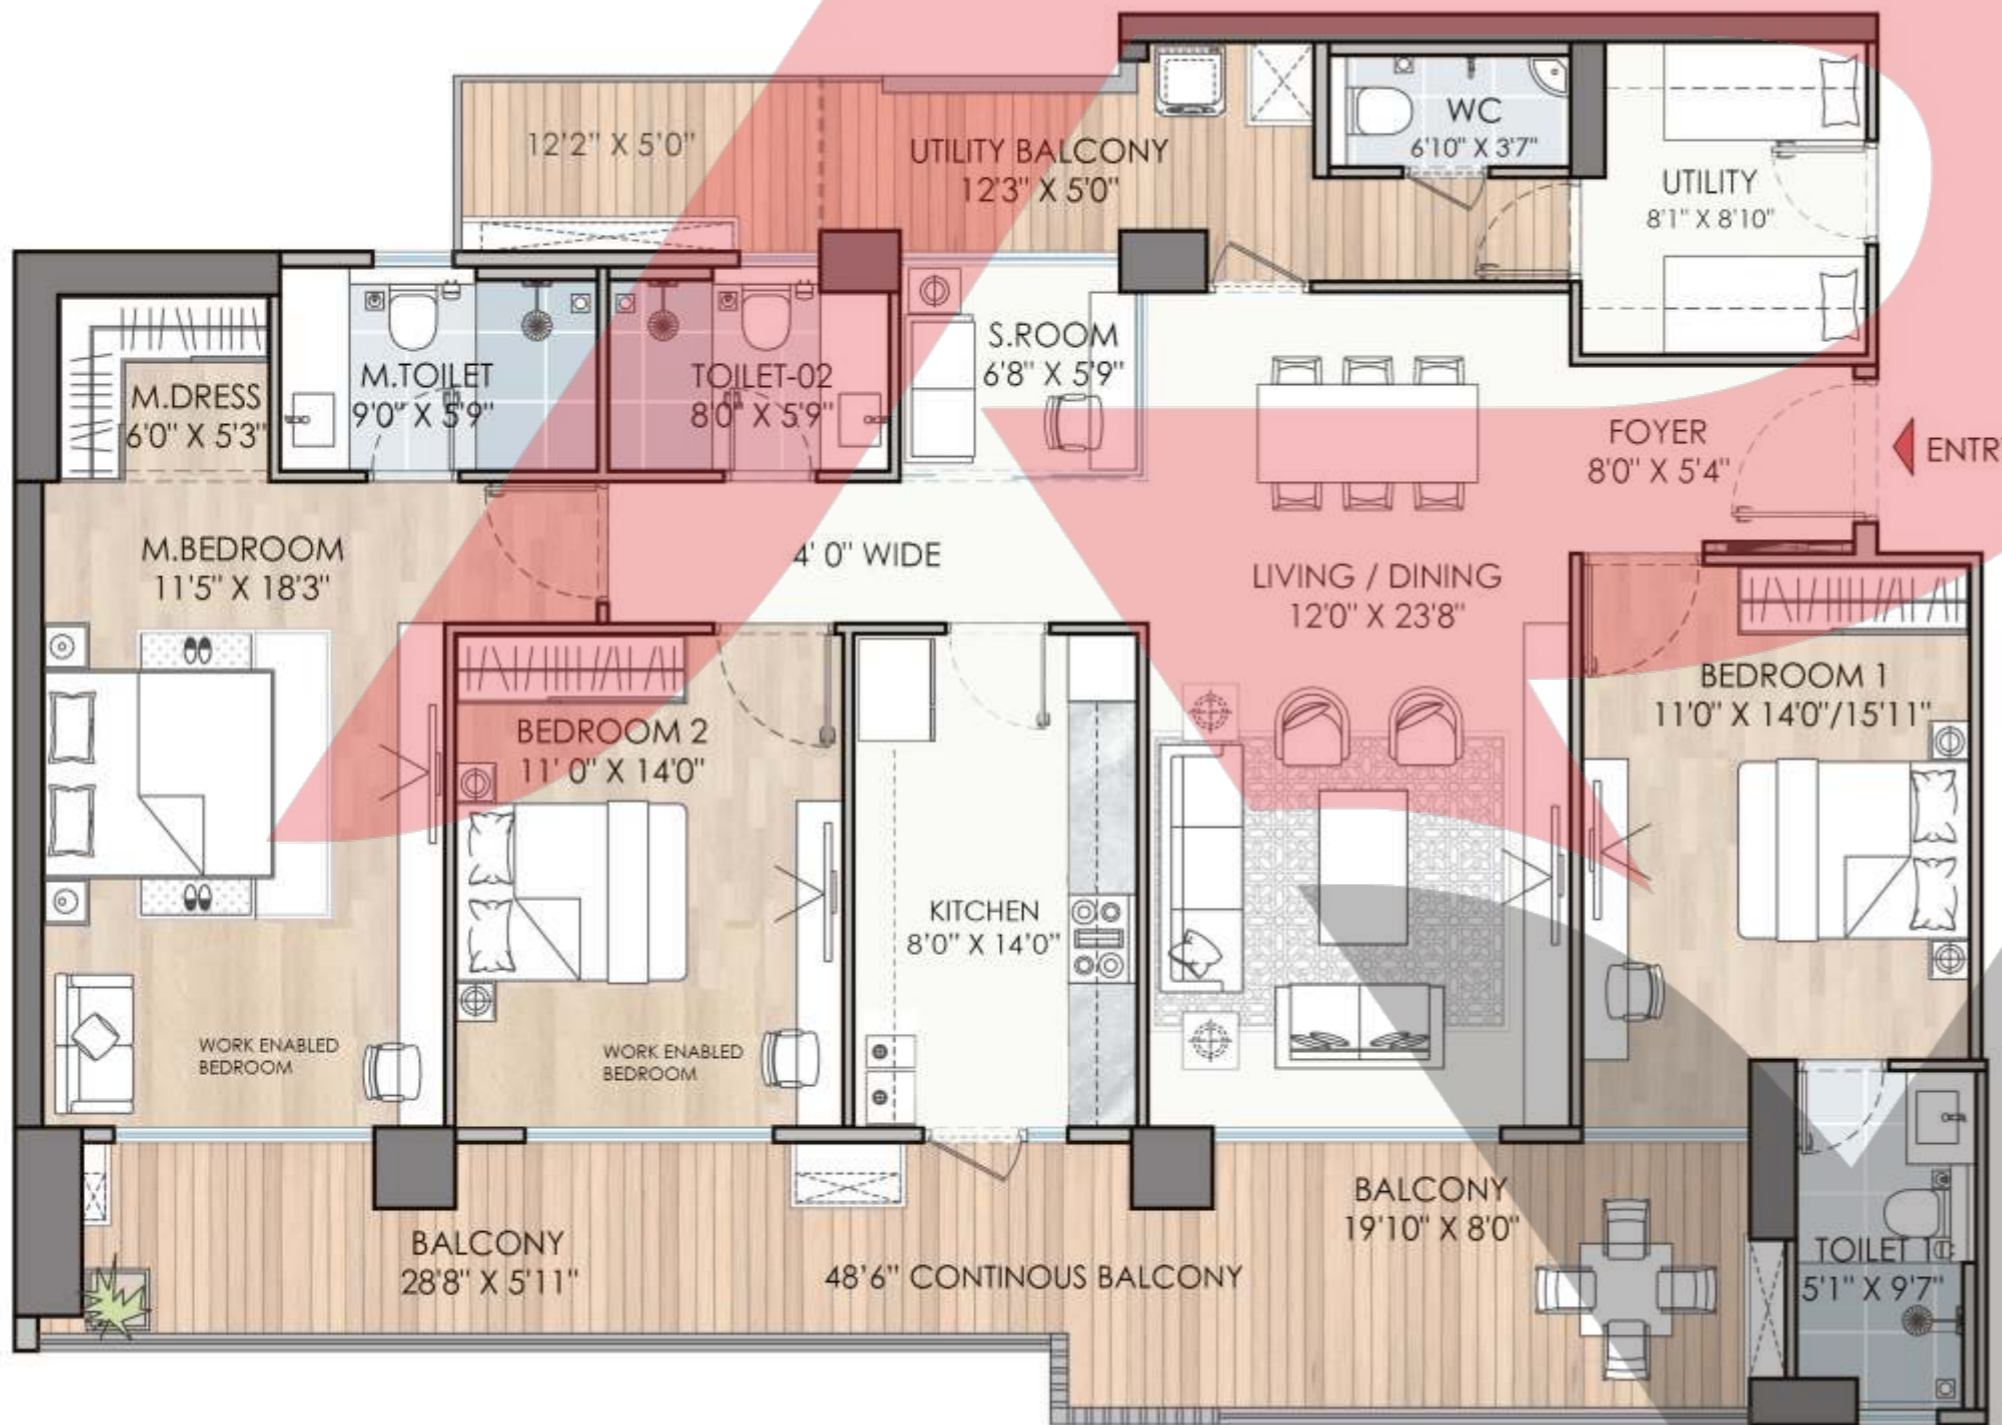 12'2" X 5'0"
UTILITY BALCONY
12'3" X 5'0"
WC
6'10" X 3'7"
UTILITY
8'1" X 8'10"
M.DRESS
6'0" X 5'3"
M.TOILET
9'0" X 5'9"
TOILET-02
8'0" X 5'9"
S.ROOM
6'8" X 5'9"
FOYER
8'0" X 5'4"
ENTR
M.BEDROOM
11'5" X 18'3"
4' 0" WIDE
LIVING / DINING
12'0" X 23'8"
BEDROOM 1
11'0" X 14'0"/15'11"
BEDROOM 2
11' 0" X 14'0"
KITCHEN
8'0" X 14'0"
WORK ENABLED
BEDROOM
WORK ENABLED
BEDROOM
BALCONY
28'8" X 5'11"
48'6" CONTINOUS BALCONY
BALCONY
19'10" X 8'0"
TOILET 1
5'1" X 9'7"